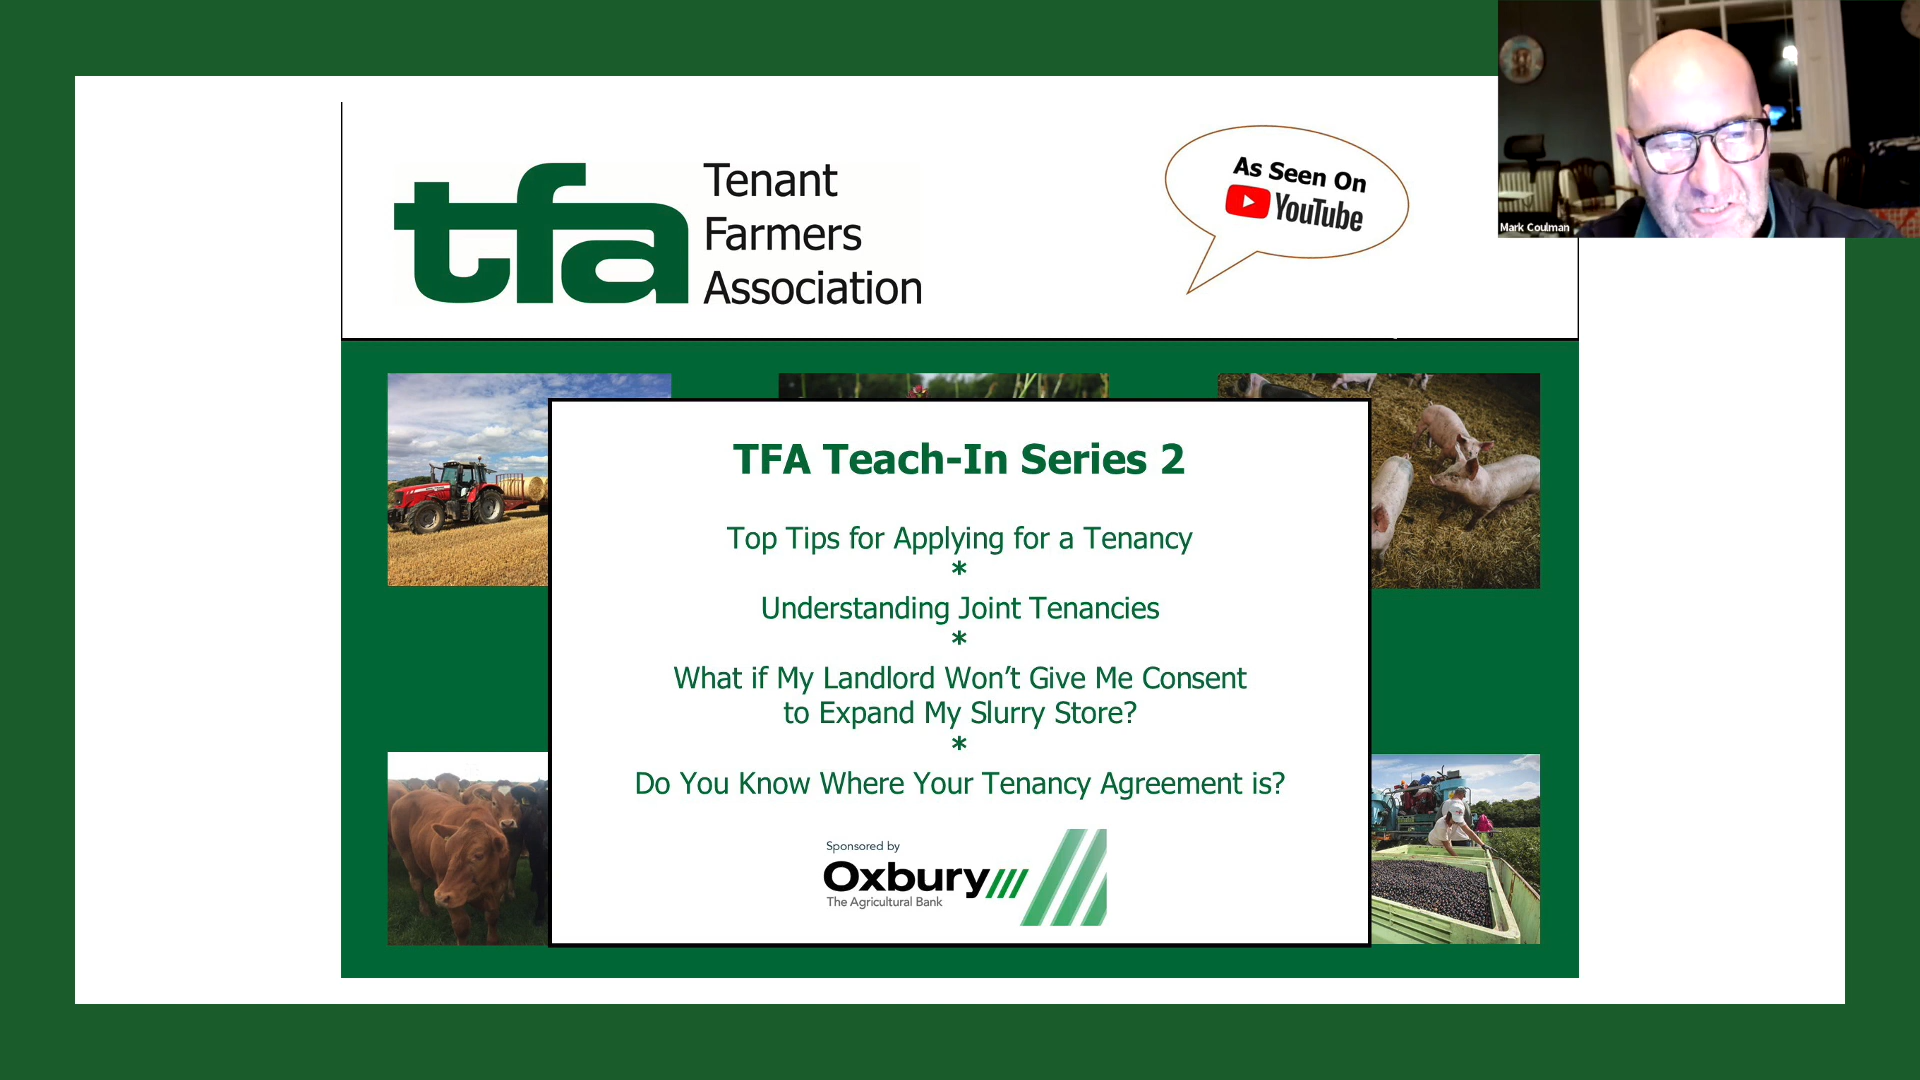 tfa
Tenant
Farmers
Association
As Seen On
YouTube
Mark Coulman
TFA Teach-In Series 2
Top Tips for Applying for a Tenancy
*
Understanding Joint Tenancies
*
What if My Landlord Won’t Give Me Consent
to Expand My Slurry Store?
*
Do You Know Where Your Tenancy Agreement is?
Sponsored by
Oxbury
The Agricultural Bank